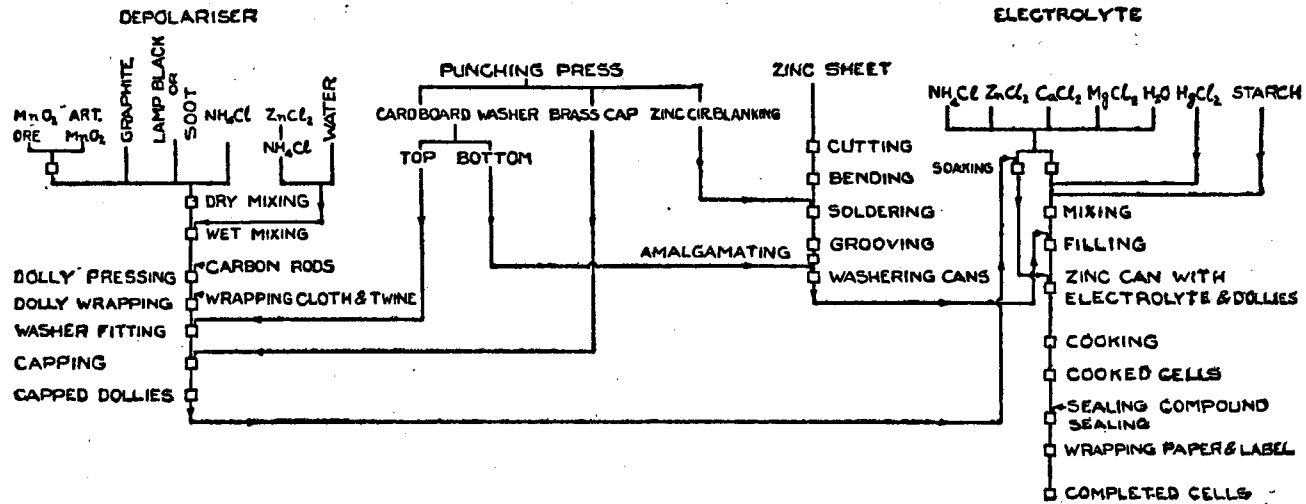 DEPOLARISER
MnO₂ ORE
ART. MnO₂
GRAPHITE
LAMP BLACK
OR
SOOT
NH₄Cl
ZnCl₂
NH₄Cl
WATER
DRY MIXING
WET MIXING
CARBON RODS
DOLLY PRESSING
WRAPPING CLOTH & TWINE
DOLLY WRAPPING
WASHER FITTING
CAPPING
CAPPED DOLLIES
PUNCHING PRESS
CARDBOARD WASHER
BRASS CAP
ZINC CIR. BLANKING
TOP
BOTTOM
ZINC SHEET
CUTTING
BENDING
SOLDERING
GROOVING
AMALGAMATING
WASHERING CANS
ELECTROLYTE
NH₄Cl
ZnCl₂
CaCl₂
MgCl₂
H₂O
HgCl₂
STARCH
SOAKING
MIXING
FILLING
ZINC CAN WITH
ELECTROLYTE & DOLLIES
COOKING
COOKED CELLS
SEALING COMPOUND
SEALING
WRAPPING PAPER & LABEL
COMPLETED CELLS